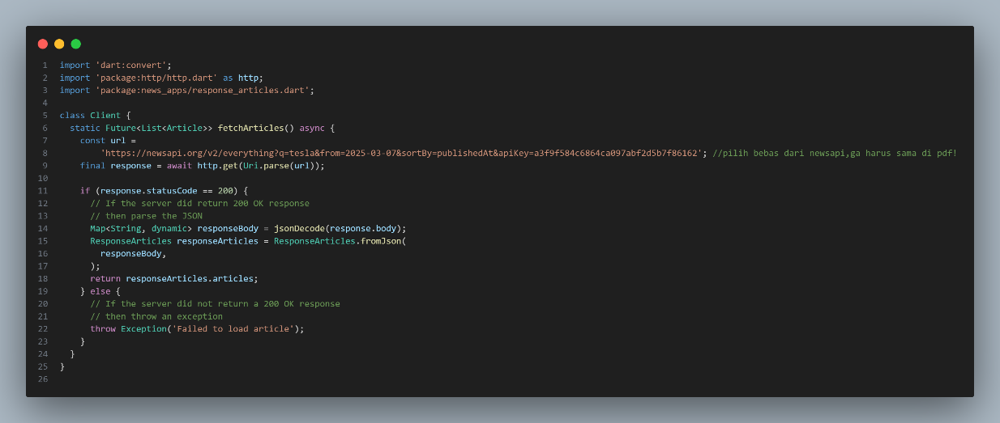 1 import 'dart:convert';
2 import 'package:http/http.dart' as http;
3 import 'package:news_apps/response_articles.dart';
4
5 class Client {
6   static Future<List<Article>> fetchArticles() async {
7     const url =
8         'https://newsapi.org/v2/everything?q=tesla&from=2025-03-07&sortBy=publishedAt&apiKey=a3f9f584c6864ca097abf2d5b7f86162'; //pilih bebas dari newsapi,ga harus sama di pdf!
9     final response = await http.get(Uri.parse(url));
10
11     if (response.statusCode == 200) {
12       // If the server did return 200 OK response
13       // then parse the JSON
14       Map<String, dynamic> responseBody = jsonDecode(response.body);
15       ResponseArticles responseArticles = ResponseArticles.fromJson(
16         responseBody,
17       );
18       return responseArticles.articles;
19     } else {
20       // If the server did not return a 200 OK response
21       // then throw an exception
22       throw Exception('Failed to load article');
23     }
24   }
25 }
26